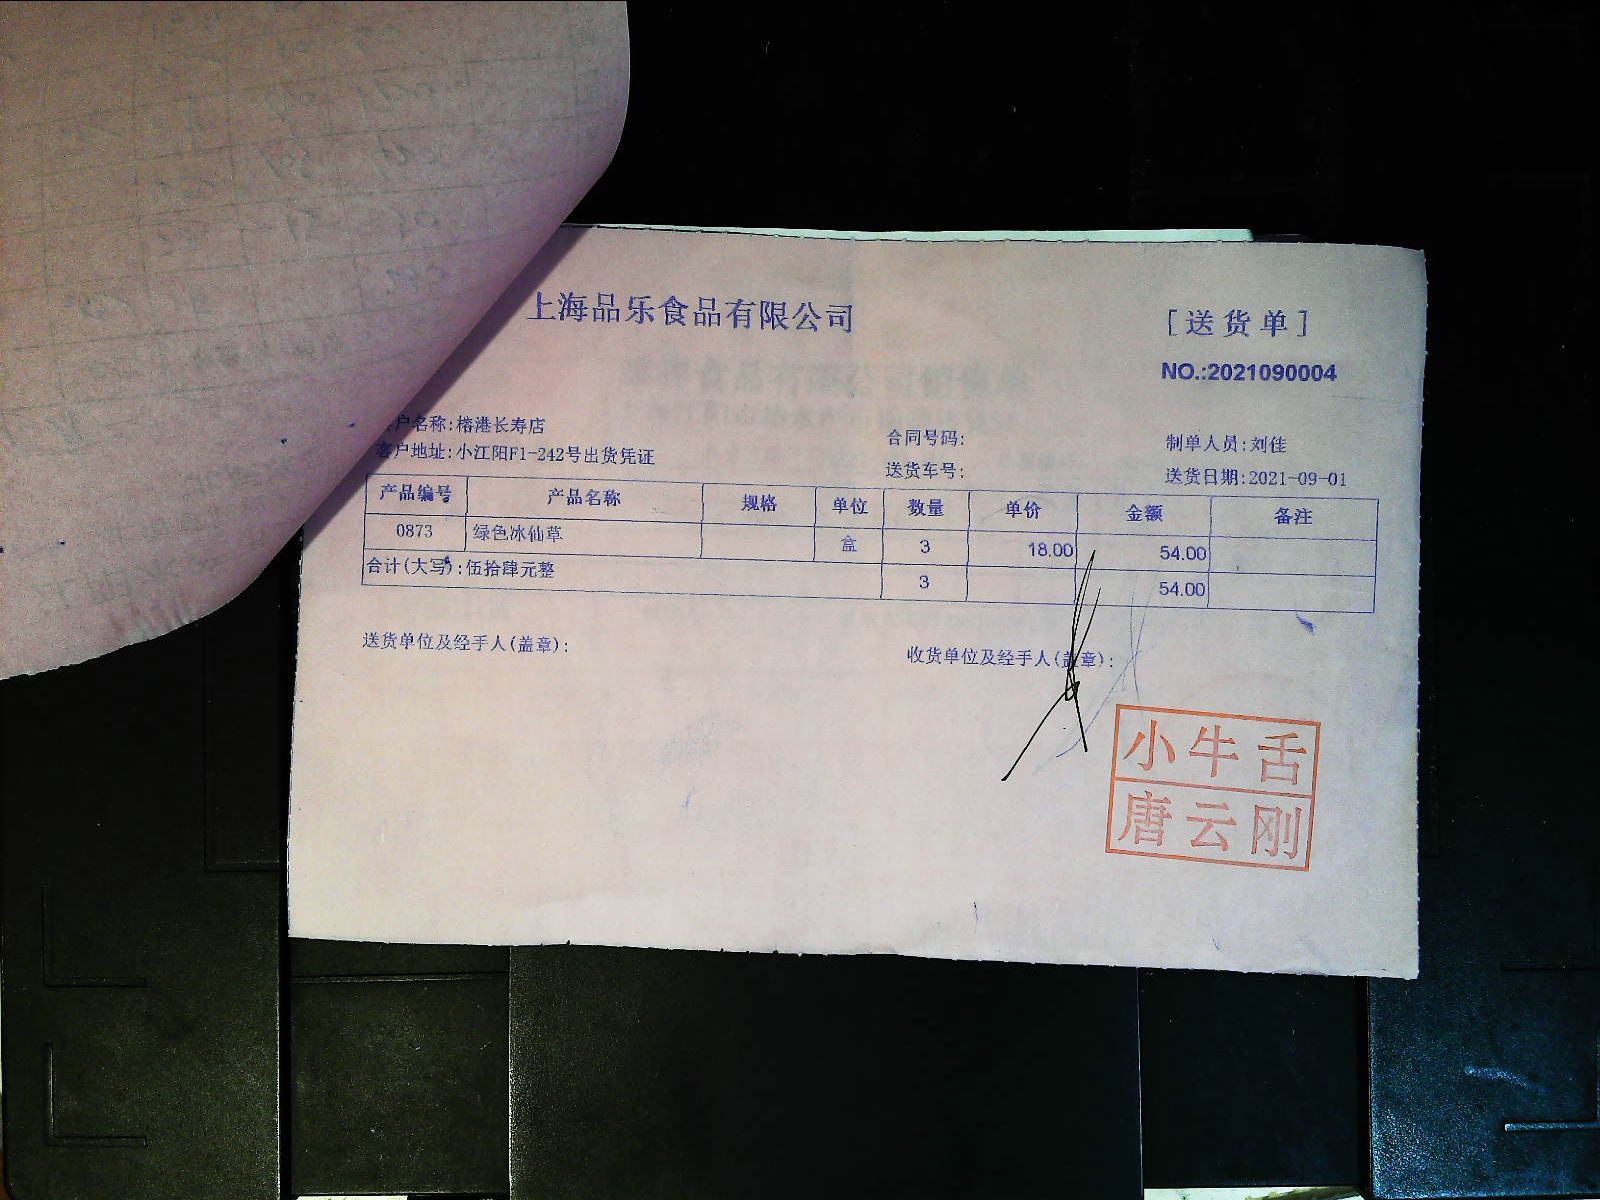 上海品乐食品有限公司
[送货单]
NO.:2021090004
户名称:榕港长寿店
合同号码:
制单人员:刘佳
客户地址:小江阳F1-242号出货凭证
送货车号:
送货日期:2021-09-01
产品编号 产品名称 规格 单位 数量 单价 金额 备注
0873 绿色冰仙草 盒 3 18.00 54.00
合计(大写):伍拾肆元整 3 54.00
送货单位及经手人(盖章):
收货单位及经手人(盖章):
小牛舌
唐云刚